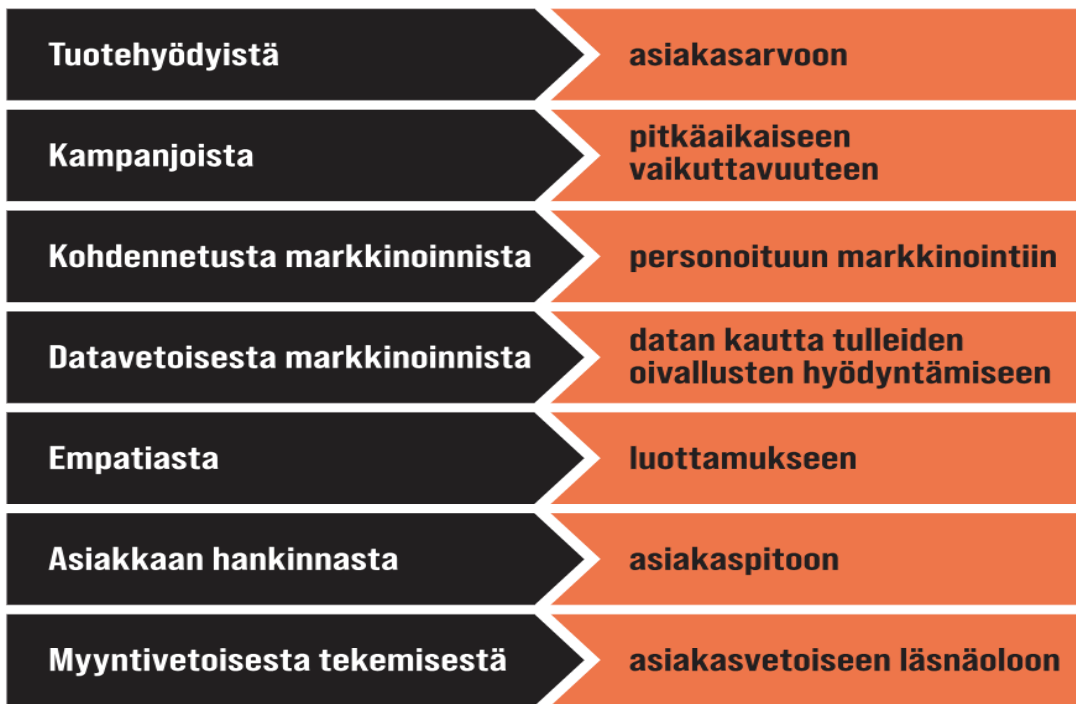 Tuotehyödyistä
asiakasarvoon
Kampanjoista
pitkäaikaiseen
vaikuttavuuteen
Kohdennetusta markkinoinnista
personoituun markkinointiin
Datavetoisesta markkinoinnista
datan kautta tulleiden
oivallusten hyödyntämiseen
Empatiasta
luottamukseen
Asiakkaan hankinnasta
asiakaspitoon
Myyntivetoisesta tekemisestä
asiakasvetoiseen läsnäoloon